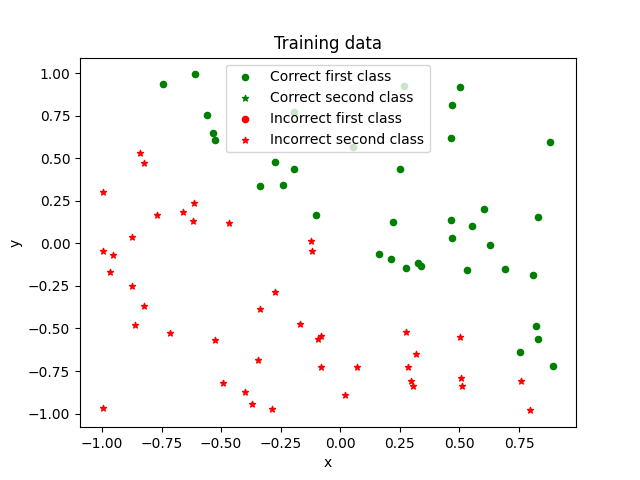 Training data
Correct first class
Correct second class
Incorrect first class
Incorrect second class
1.00
0.75
0.50
0.25
0.00
−0.25
−0.50
−0.75
−1.00
y
−1.00 −0.75 −0.50 −0.25 0.00 0.25 0.50 0.75
x